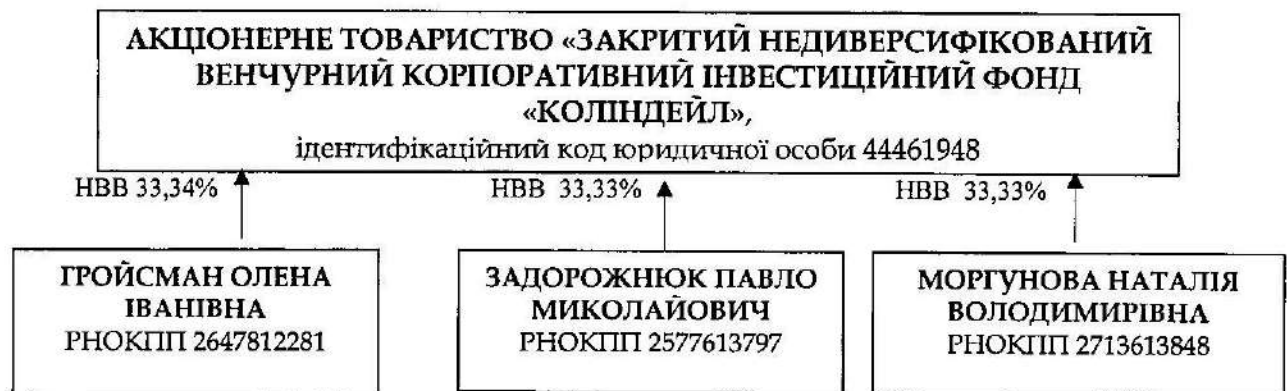 АКЦІОНЕРНЕ ТОВАРИСТВО «ЗАКРИТИЙ НЕДИВЕРСИФІКОВАНИЙ
ВЕНЧУРНИЙ КОРПОРАТИВНИЙ ІНВЕСТИЦІЙНИЙ ФОНД
«КОЛІНДЕЙЛ»,
ідентифікаційний код юридичної особи 44461948
НВВ 33,34%
НВВ 33,33%
НВВ 33,33%
ГРОЙСМАН ОЛЕНА
ІВАНІВНА
РНОКПП 2647812281
ЗАДОРОЖНЮК ПАВЛО
МИКОЛАЙОВИЧ
РНОКПП 2577613797
МОРГУНОВА НАТАЛІЯ
ВОЛОДИМИРІВНА
РНОКПП 2713613848